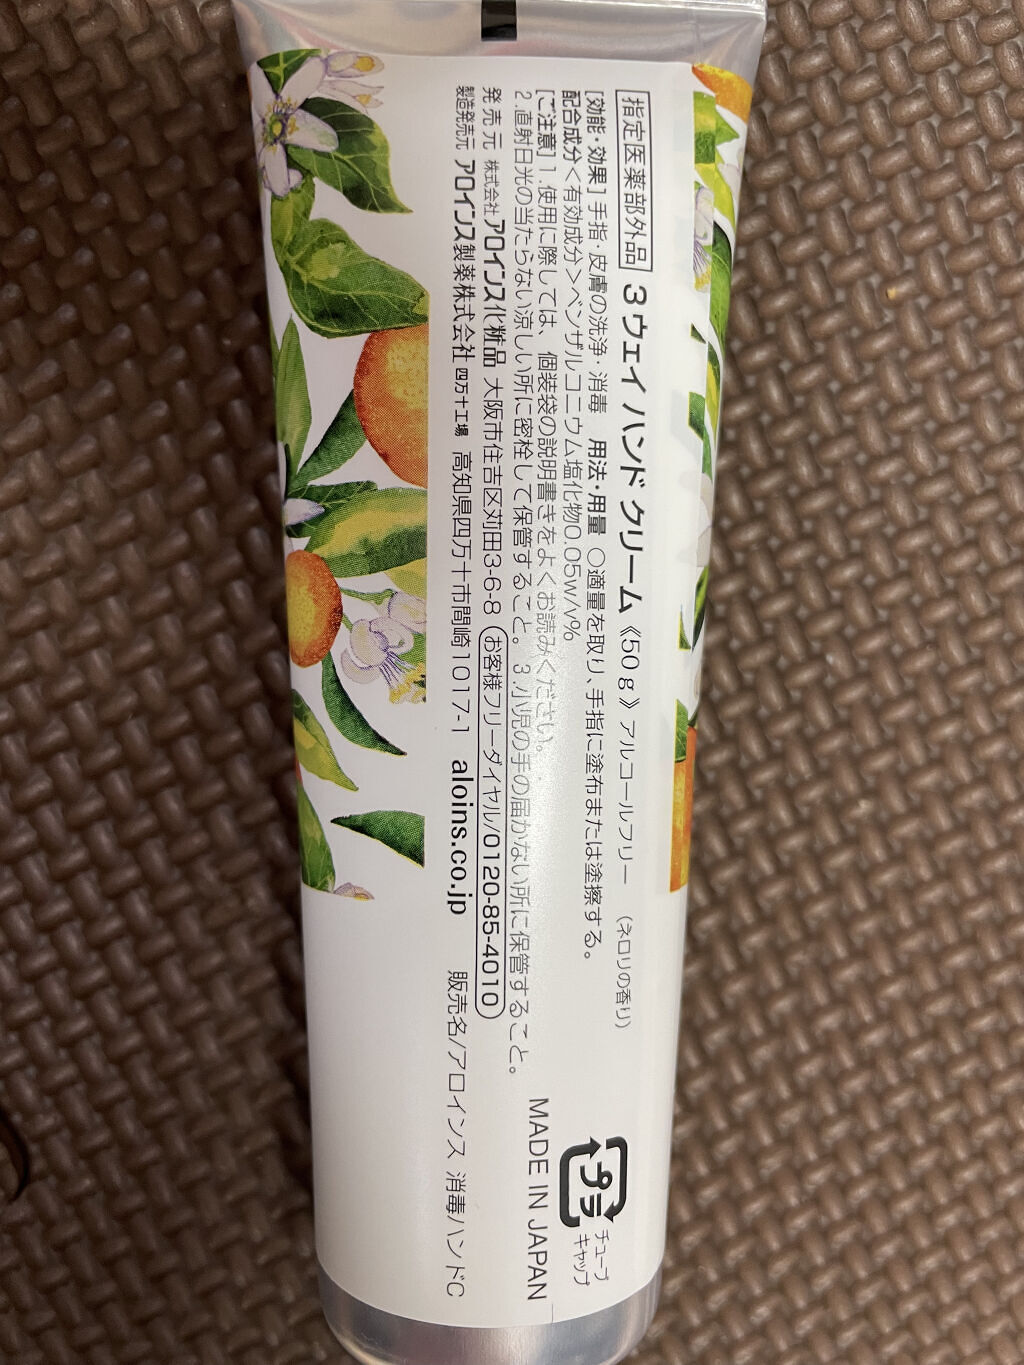 指定医薬部外品 3ウェイ ハンド クリーム 《50g》 アルコールフリー (ネロリの香り)
[効能・効果] 手指・皮膚の洗浄・消毒 用法・用量 ○適量を取り、手指に塗布または塗擦する。
配合成分<有効成分>ベンザルコニウム塩化物0.05w/v%
[ご注意] 1.使用に際しては、個装袋の説明書きをよくお読みください。
2.直射日光の当たらない涼しい所に密栓して保管すること。 3.小児の手の届かない所に保管すること。
発売元 株式会社アロインス化粧品 大阪市住吉区苅田3-6-8 お客様フリーダイヤル/0120-85-4010
製造発売元 アロインス製薬株式会社 四万十工場 高知県四万十市間崎1017-1 aloins.co.jp 販売名/アロインス 消毒ハンドC
プラ
チューブ
キャップ
MADE IN JAPAN